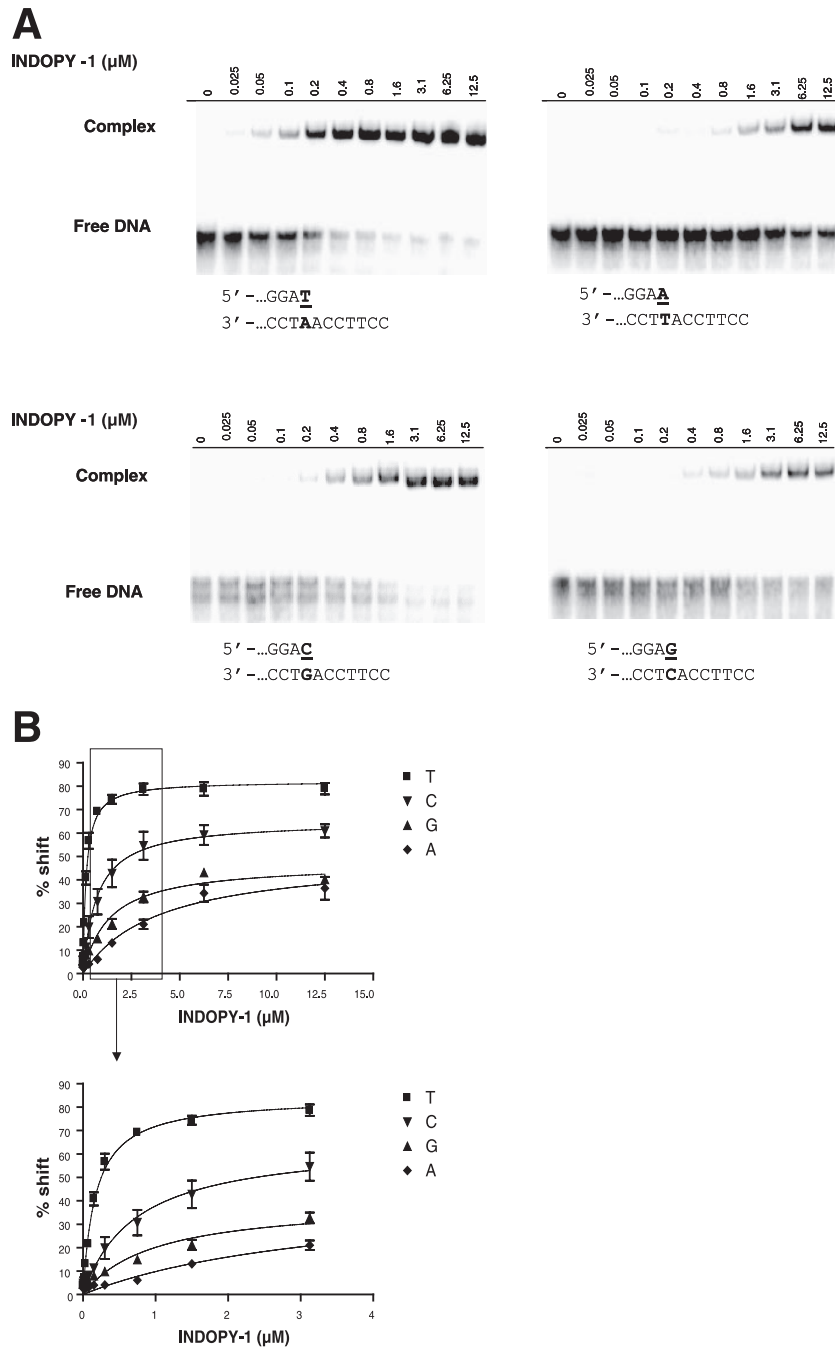 A
INDOPY -1 (µM)
0 0.025 0.05 0.1 0.2 0.4 0.8 1.6 3.1 6.25 12.5
0 0.025 0.05 0.1 0.2 0.4 0.8 1.6 3.1 6.25 12.5
Complex
Free DNA
5′ -…GGAT
3′ -…CCTAACCTTCC
5′ -…GGAA
3′ -…CCTTACCTTCC
INDOPY -1 (µM)
0 0.025 0.05 0.1 0.2 0.4 0.8 1.6 3.1 6.25 12.5
0 0.025 0.05 0.1 0.2 0.4 0.8 1.6 3.1 6.25 12.5
Complex
Free DNA
5′ -…GGAC
3′ -…CCTGACCTTCC
5′ -…GGAG
3′ -…CCTCACCTTCC
B
% shift
90
80
70
60
50
40
30
20
10
0
0.0 2.5 5.0 7.5 10.0 12.5 15.0
INDOPY-1 (µM)
T
C
G
A
% shift
90
80
70
60
50
40
30
20
10
0
0 1 2 3 4
INDOPY-1 (µM)
T
C
G
A